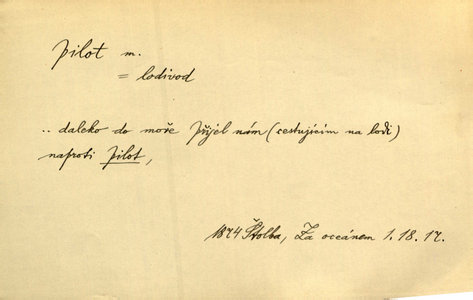 pilot m.
= lodivod
.. daleko do moře přijel nám (cestujícím na lodi)
naproti pilot,
1874 Štolba, Za oceánem 1. 18. 17.